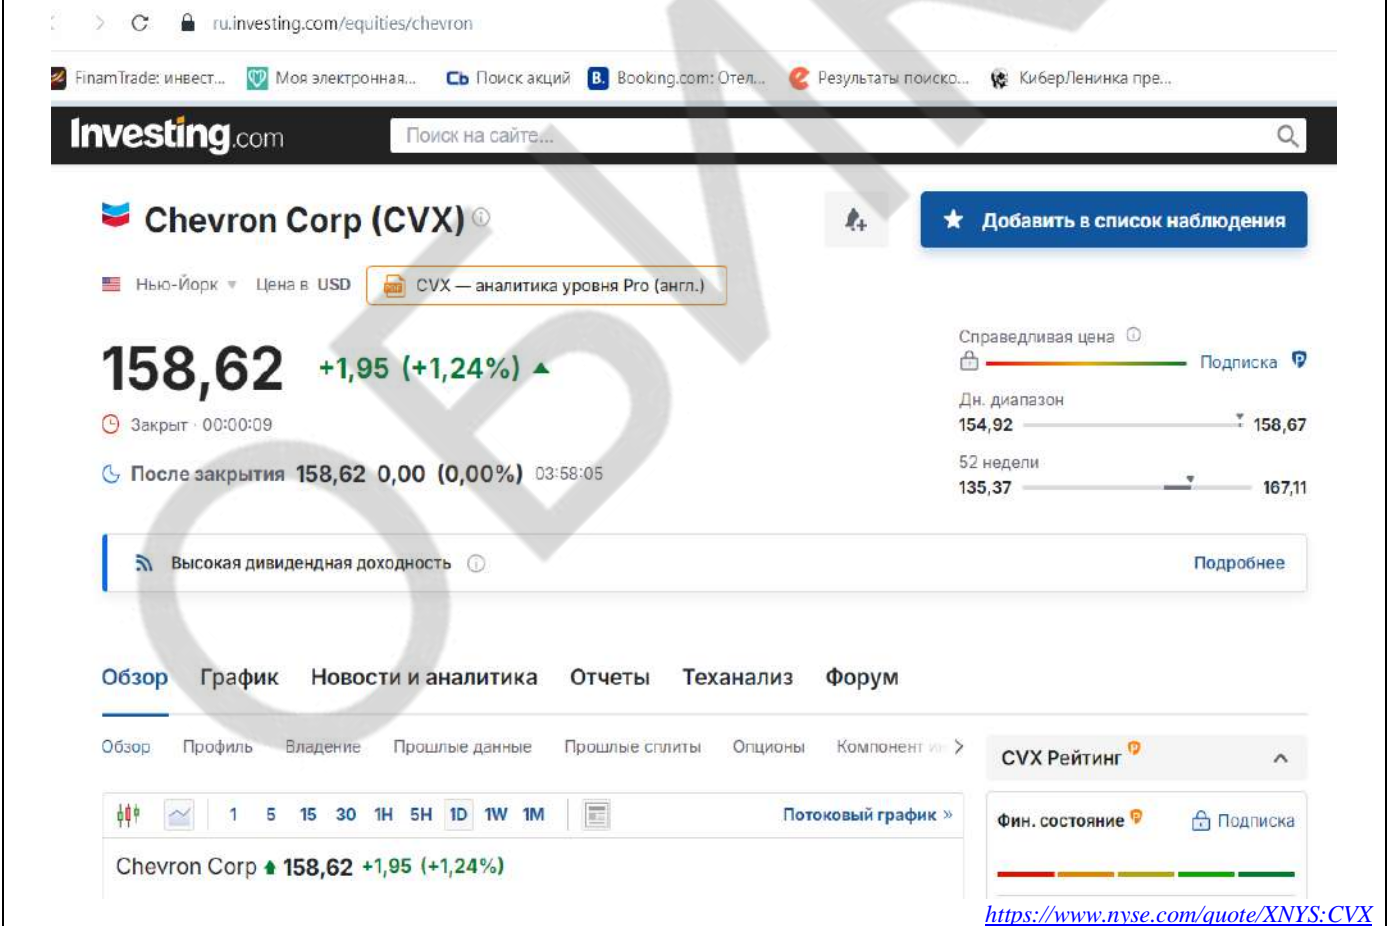 ru.investing.com/equities/chevron
FinamTrade: инвест... Моя электронная... Сb Поиск акций B. Booking.com: Отел... Результаты поиско... КиберЛенинка пре...
Investing.com Поиск на сайте...
Chevron Corp (CVX)
Добавить в список наблюдения
Нью-Йорк Цена в USD CVX — аналитика уровня Pro (англ.)
158,62 +1,95 (+1,24%)
Справедливая цена
Подписка
Закрыт · 00:00:09
Дн. диапазон
154,92 158,67
После закрытия 158,62 0,00 (0,00%) 03:58:05
52 недели
135,37 167,11
Высокая дивидендная доходность Подробнее
Обзор График Новости и аналитика Отчеты Теханализ Форум
Обзор Профиль Владение Прошлые данные Прошлые сплиты Опционы Компонент
CVX Рейтинг
1 5 15 30 1H 5H 1D 1W 1M Потоковый график »
Фин. состояние Подписка
Chevron Corp 158,62 +1,95 (+1,24%)
https://www.nyse.com/quote/XNYS:CVX